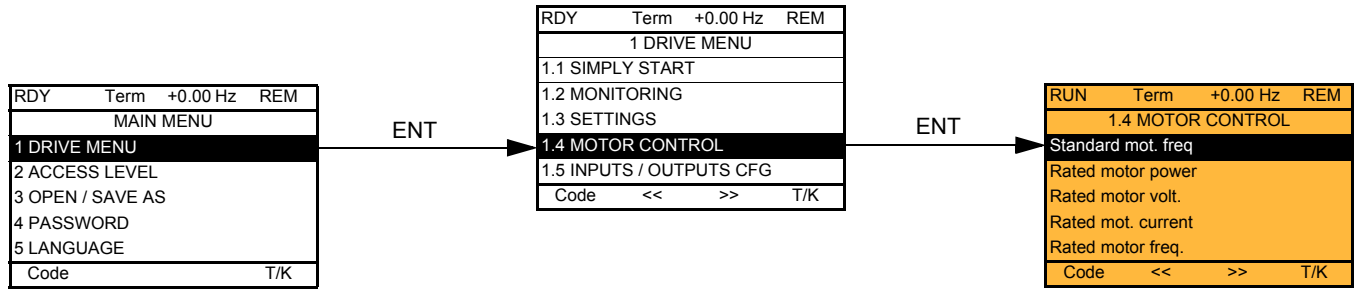 RDY Term +0.00 Hz REM
MAIN MENU
1 DRIVE MENU
2 ACCESS LEVEL
3 OPEN / SAVE AS
4 PASSWORD
5 LANGUAGE
Code T/K
ENT
RDY Term +0.00 Hz REM
1 DRIVE MENU
1.1 SIMPLY START
1.2 MONITORING
1.3 SETTINGS
1.4 MOTOR CONTROL
1.5 INPUTS / OUTPUTS CFG
Code << >> T/K
ENT
RUN Term +0.00 Hz REM
1.4 MOTOR CONTROL
Standard mot. freq
Rated motor power
Rated motor volt.
Rated mot. current
Rated motor freq.
Code << >> T/K